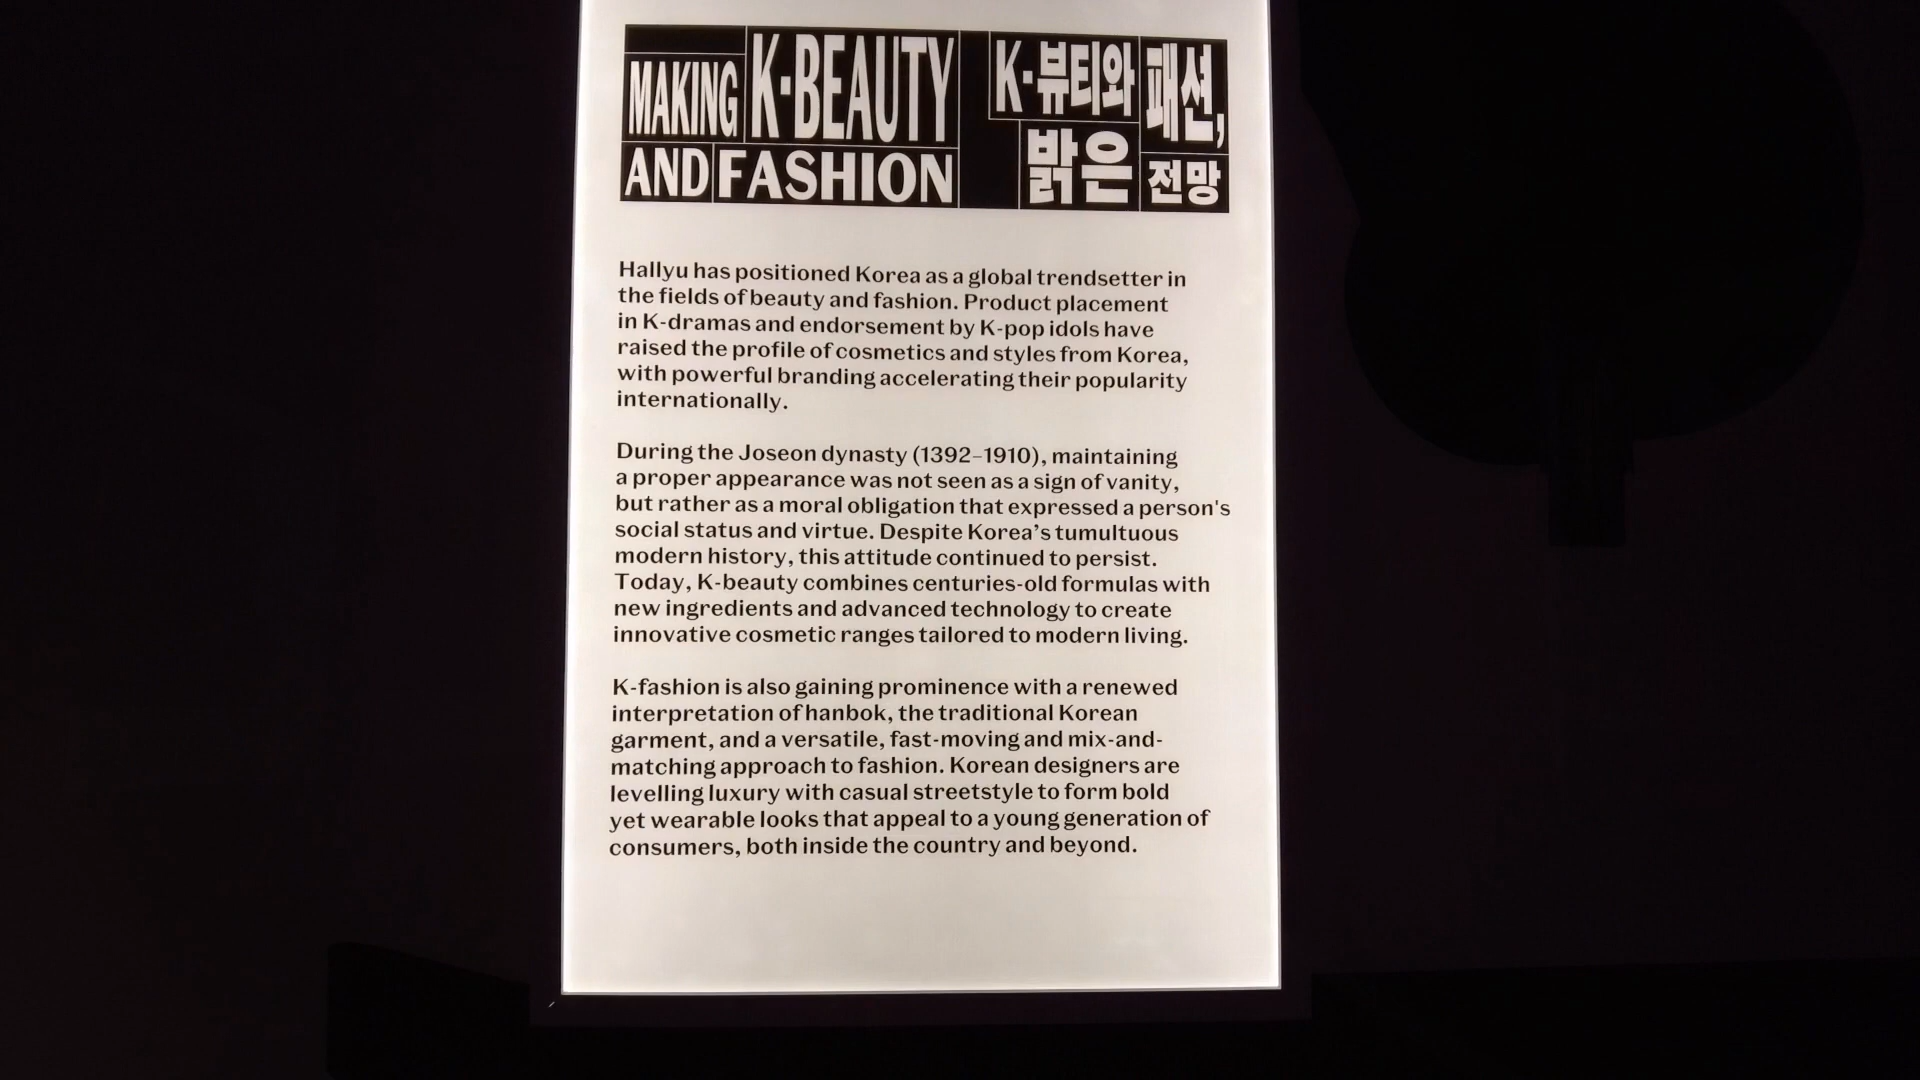 MAKING K-BEAUTY
AND FASHION
K-뷰티와 패션,
밝은 전망
Hallyu has positioned Korea as a global trendsetter in
the fields of beauty and fashion. Product placement
in K-dramas and endorsement by K-pop idols have
raised the profile of cosmetics and styles from Korea,
with powerful branding accelerating their popularity
internationally.
During the Joseon dynasty (1392–1910), maintaining
a proper appearance was not seen as a sign of vanity,
but rather as a moral obligation that expressed a person's
social status and virtue. Despite Korea’s tumultuous
modern history, this attitude continued to persist.
Today, K-beauty combines centuries-old formulas with
new ingredients and advanced technology to create
innovative cosmetic ranges tailored to modern living.
K-fashion is also gaining prominence with a renewed
interpretation of hanbok, the traditional Korean
garment, and a versatile, fast-moving and mix-and-
matching approach to fashion. Korean designers are
levelling luxury with casual streetstyle to form bold
yet wearable looks that appeal to a young generation of
consumers, both inside the country and beyond.